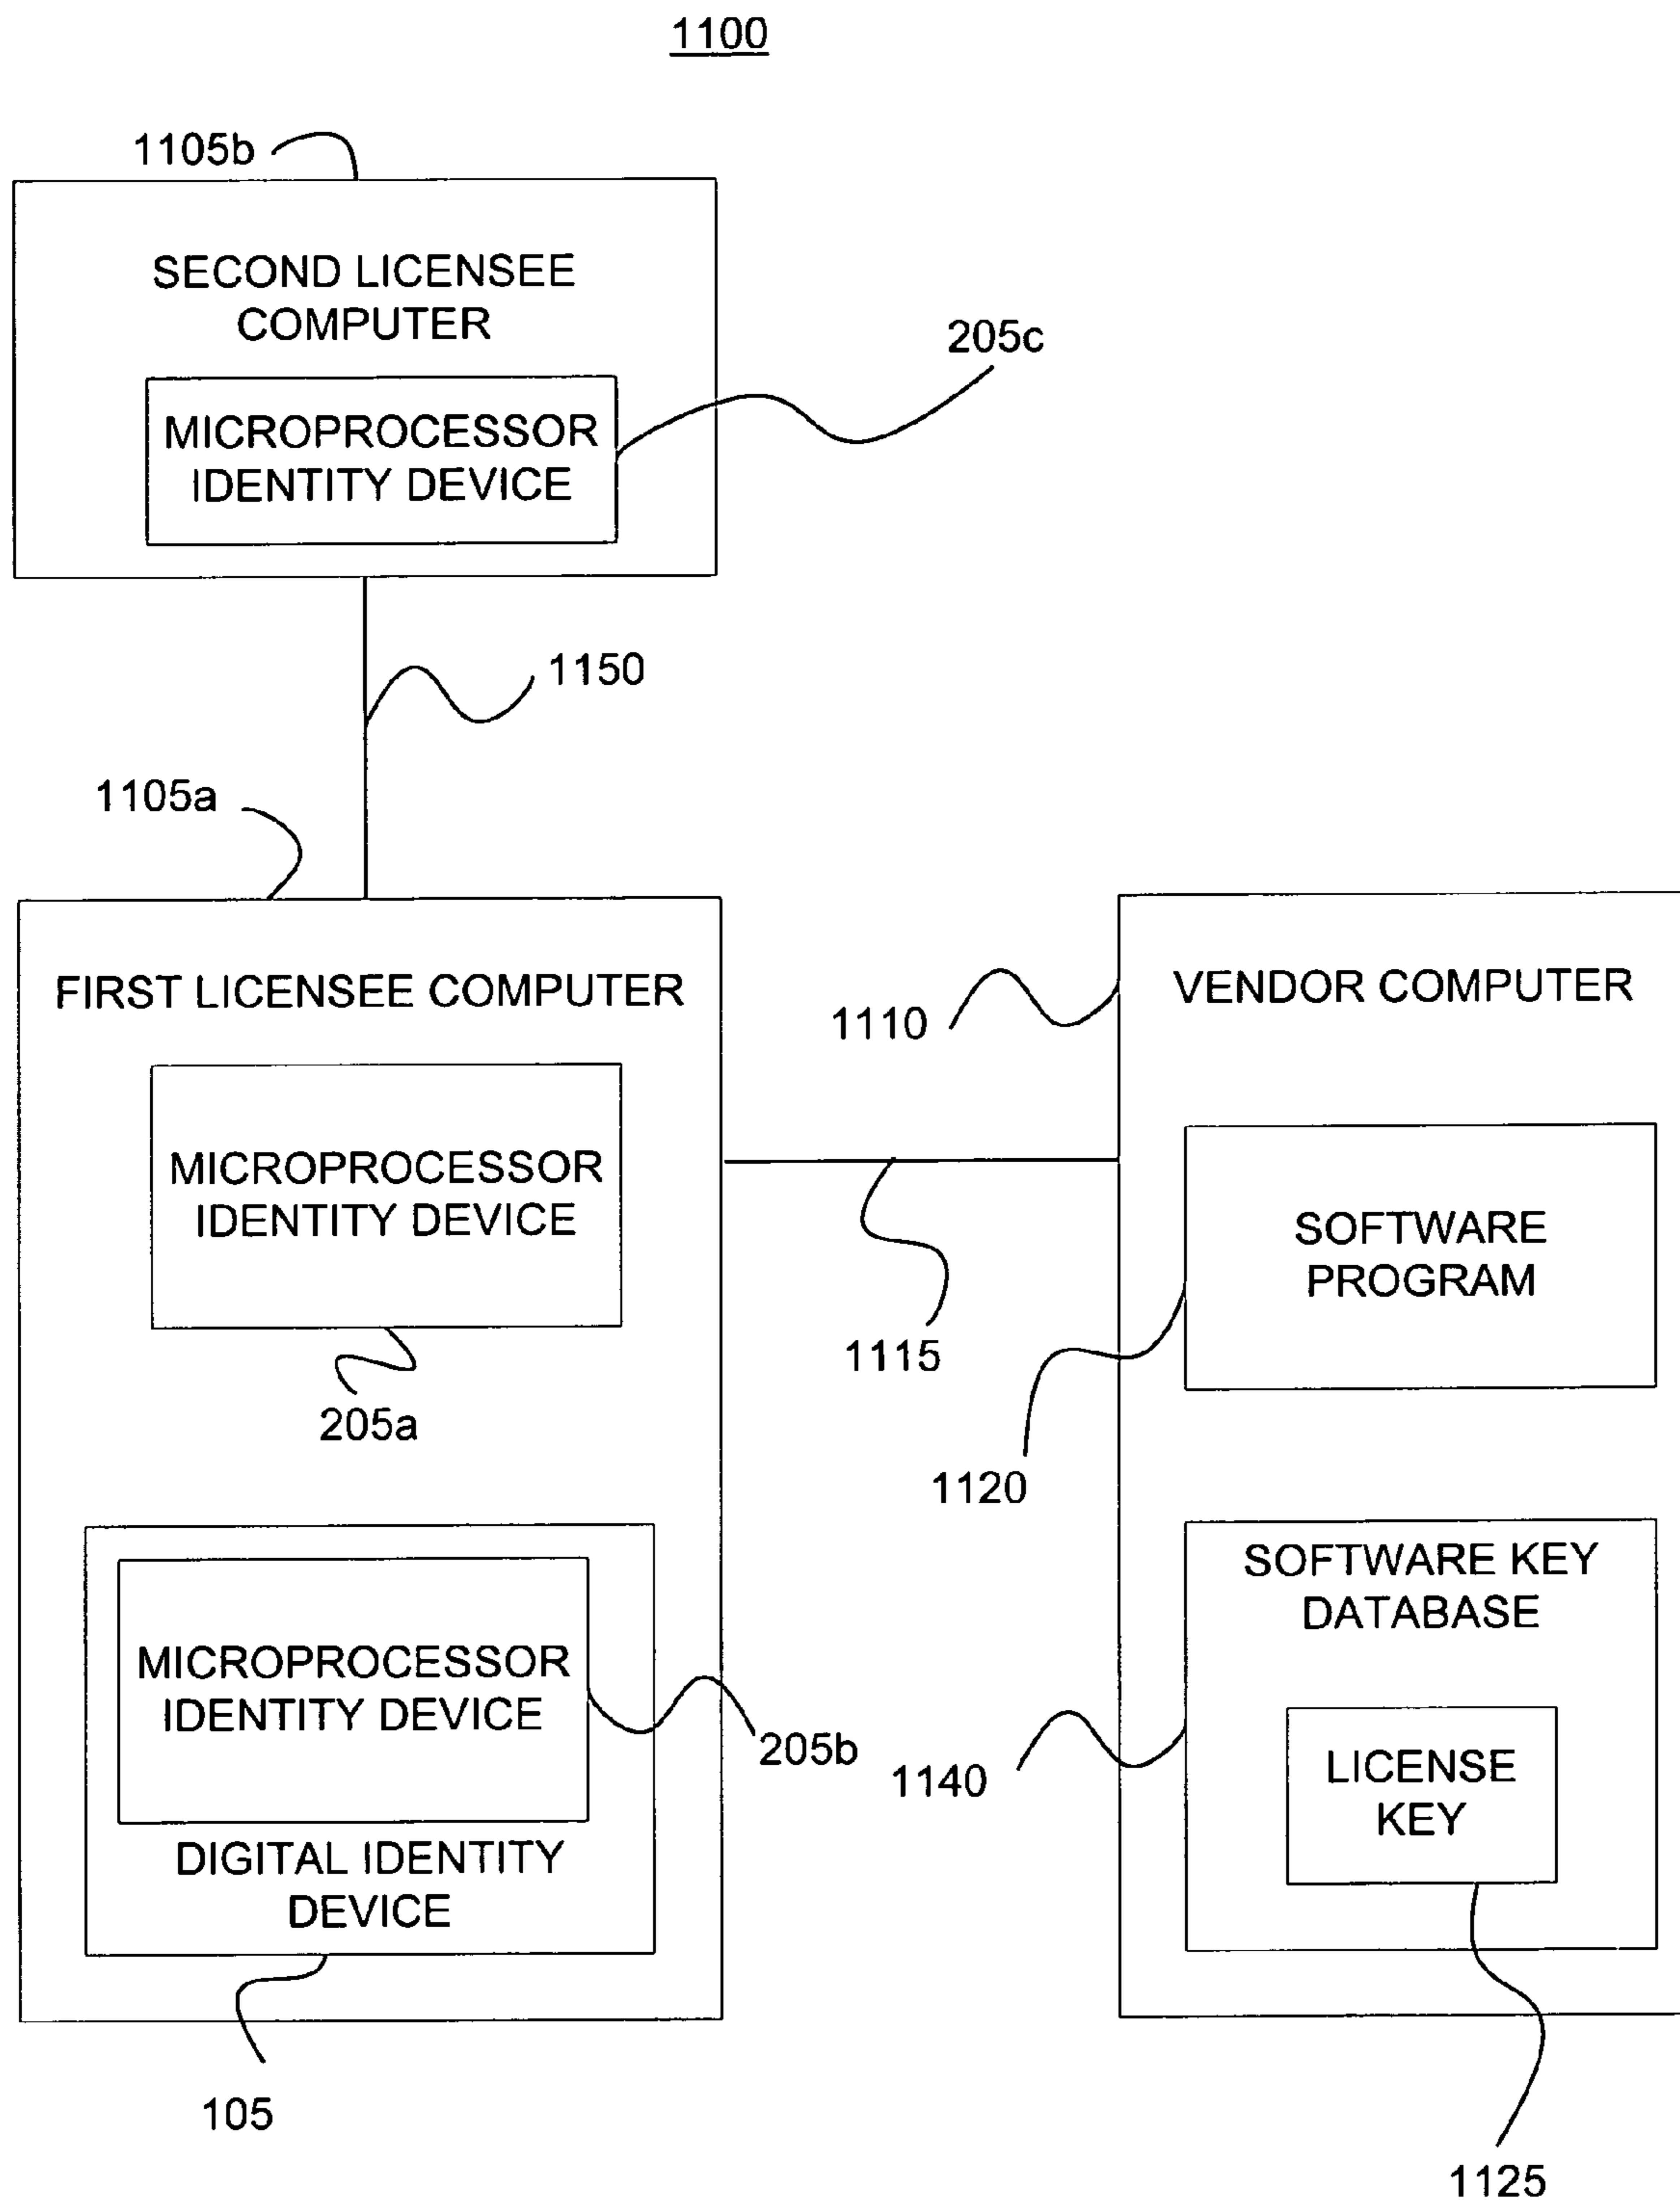 1100
1105b
SECOND LICENSEE
COMPUTER
205c
MICROPROCESSOR
IDENTITY DEVICE
1150
1105a
FIRST LICENSEE COMPUTER
1110
VENDOR COMPUTER
MICROPROCESSOR
IDENTITY DEVICE
205a
1115
SOFTWARE
PROGRAM
1120
MICROPROCESSOR
IDENTITY DEVICE
205b
DIGITAL IDENTITY
DEVICE
105
SOFTWARE KEY
DATABASE
1140
LICENSE
KEY
1125